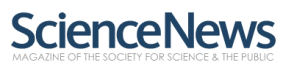 ScienceNews
MAGAZINE OF THE SOCIETY FOR SCIENCE & THE PUBLIC